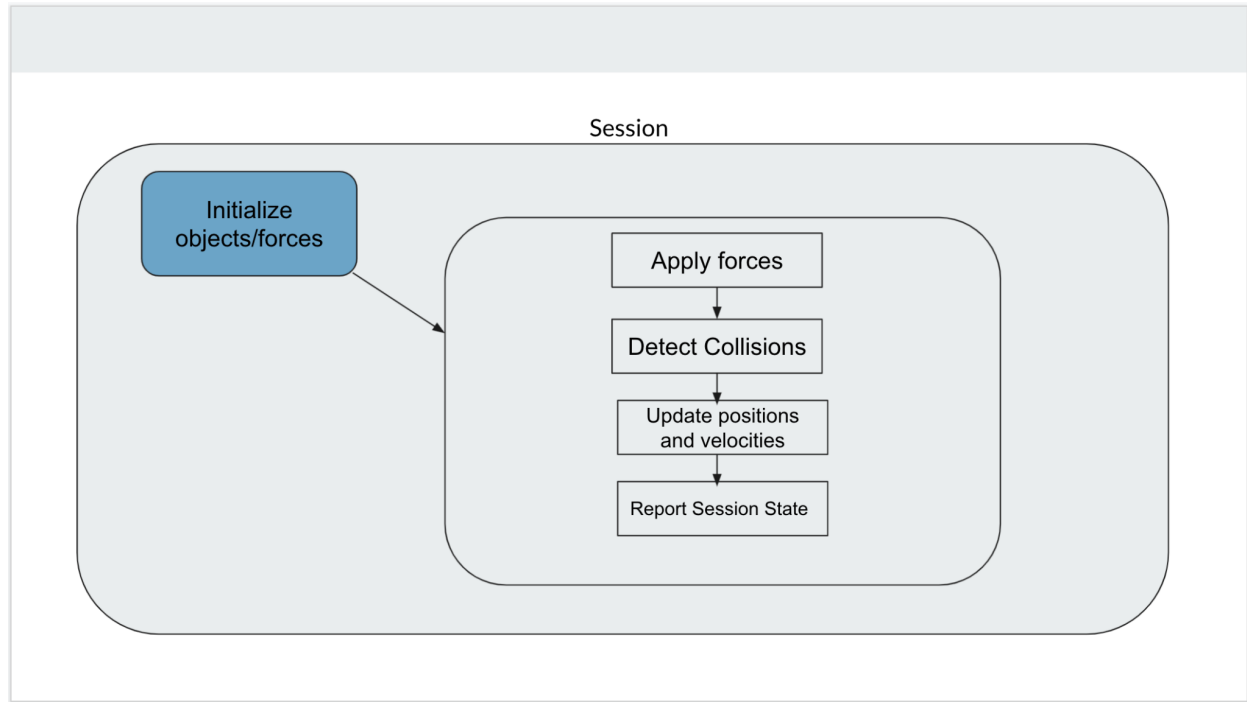 Session
Initialize
objects/forces
Apply forces
Detect Collisions
Update positions
and velocities
Report Session State